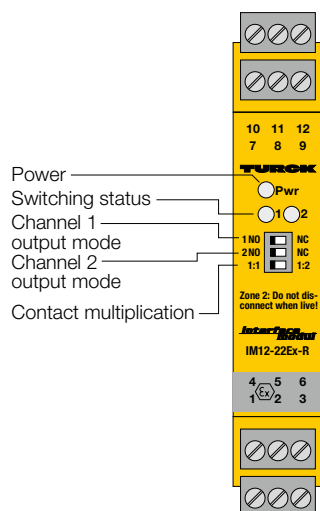 10 11 12
7 8 9
TURCK
Power
Pwr
Switching status
1 2
Channel 1
output mode
1 NO NC
Channel 2
output mode
2 NO NC
Contact multiplication
1:1 1:2
Zone 2: Do not dis-
connect when live!
interface
modul
IM12-22Ex-R
4 Ex 5 6
1 2 3